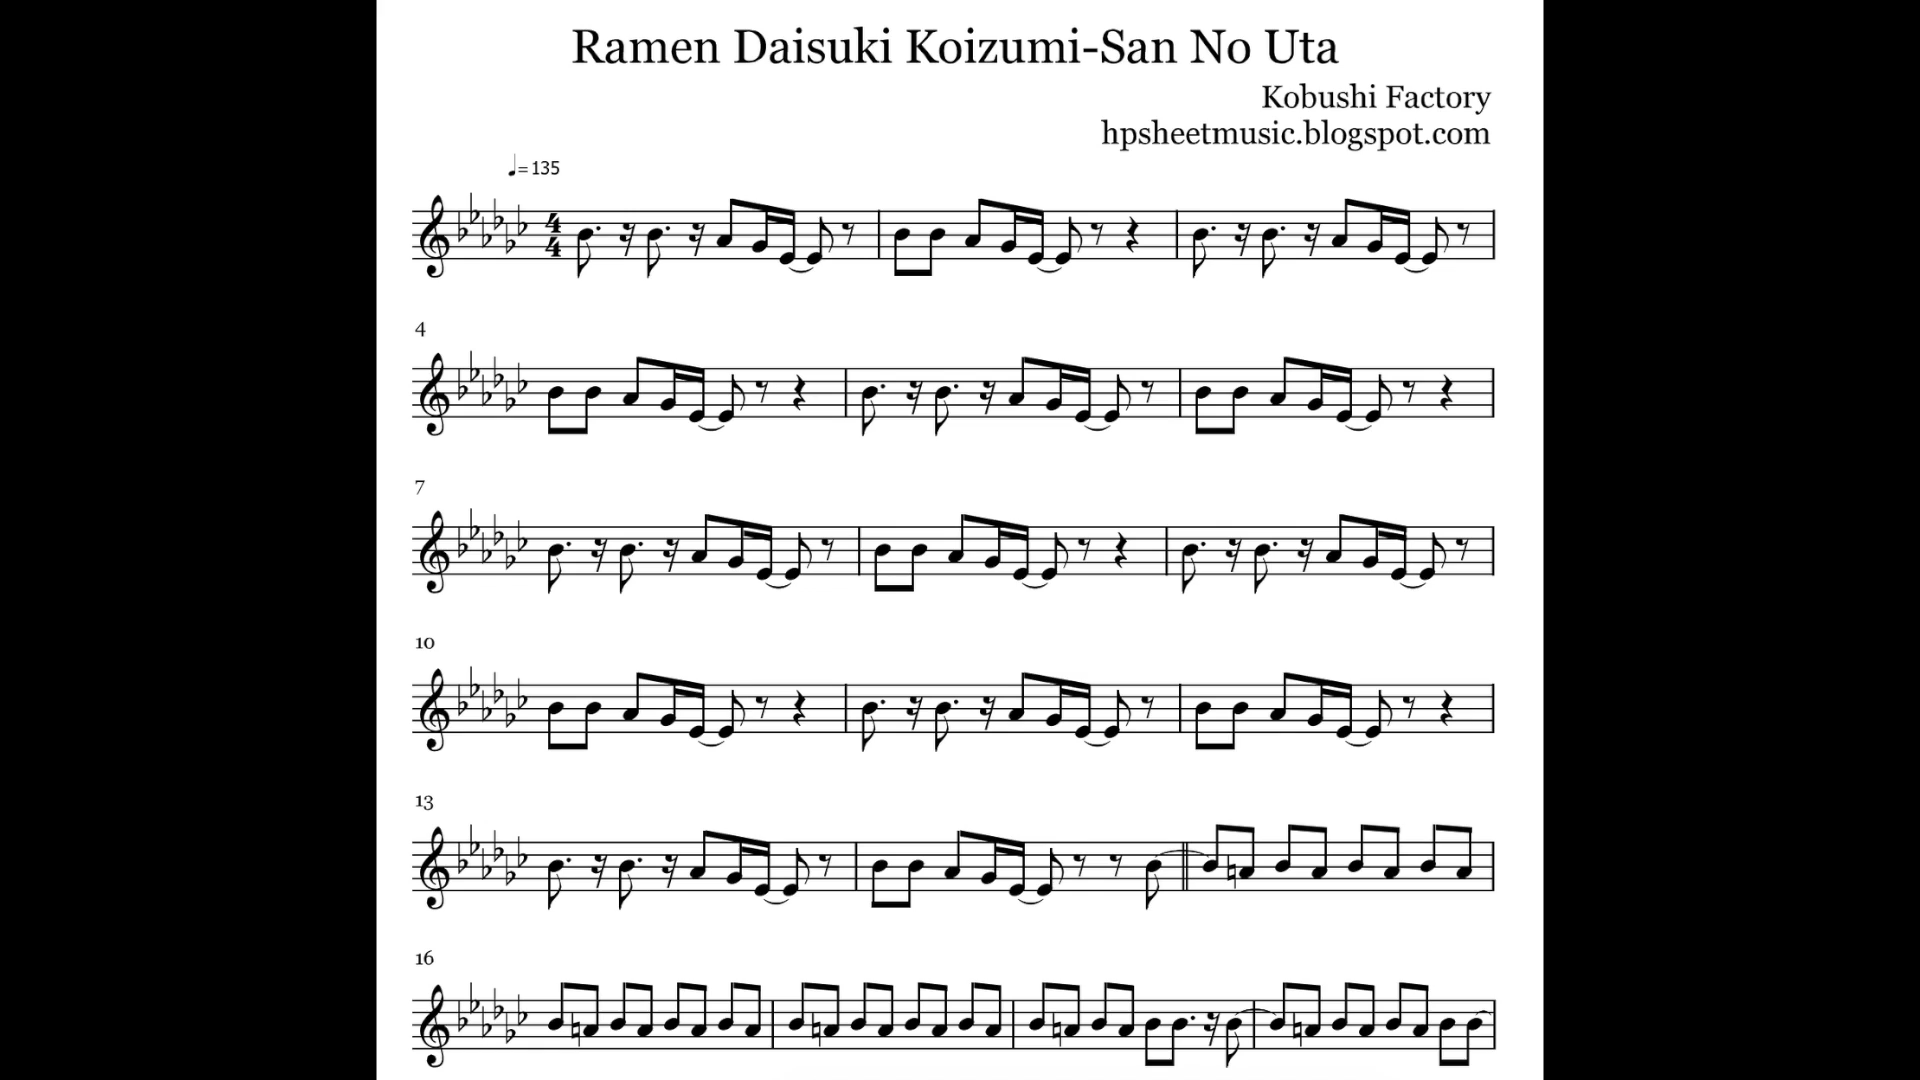 Ramen Daisuki Koizumi-San No Uta
Kobushi Factory
hpsheetmusic.blogspot.com
♩= 135
4
4
4
7
10
13
16